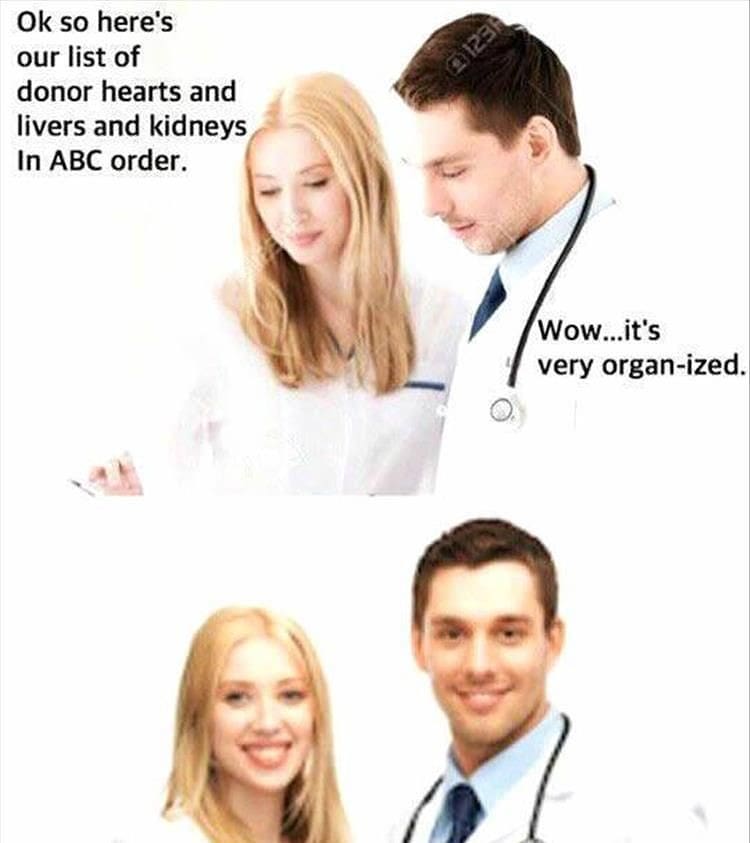 Ok so here's
our list of
donor hearts and
livers and kidneys
In ABC order.
Wow...it's
very organ-ized.